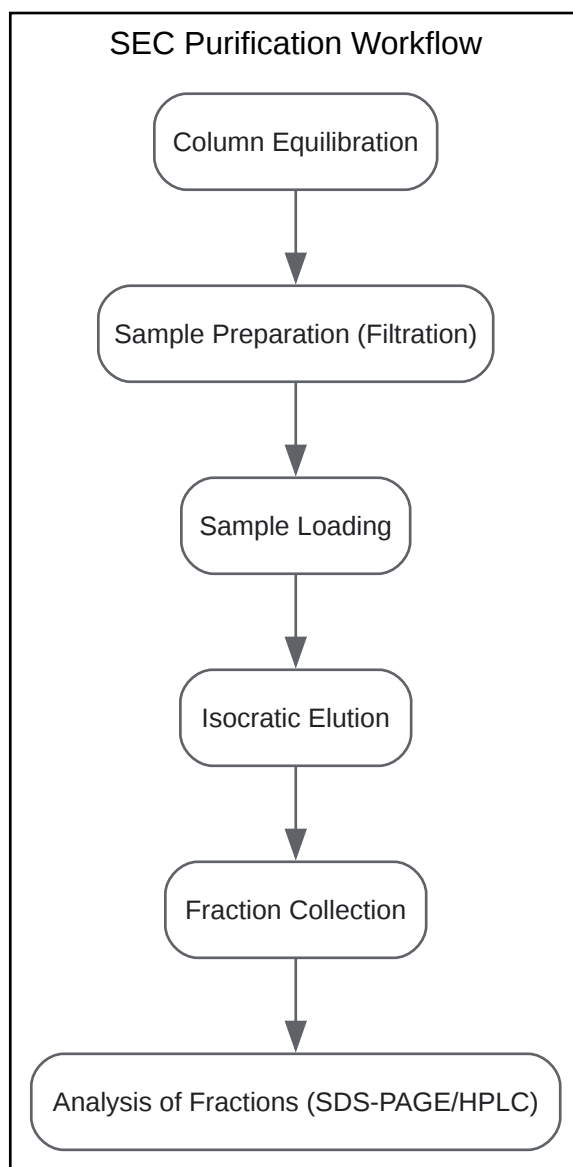 SEC Purification Workflow
Column Equilibration
Sample Preparation (Filtration)
Sample Loading
Isocratic Elution
Fraction Collection
Analysis of Fractions (SDS-PAGE/HPLC)